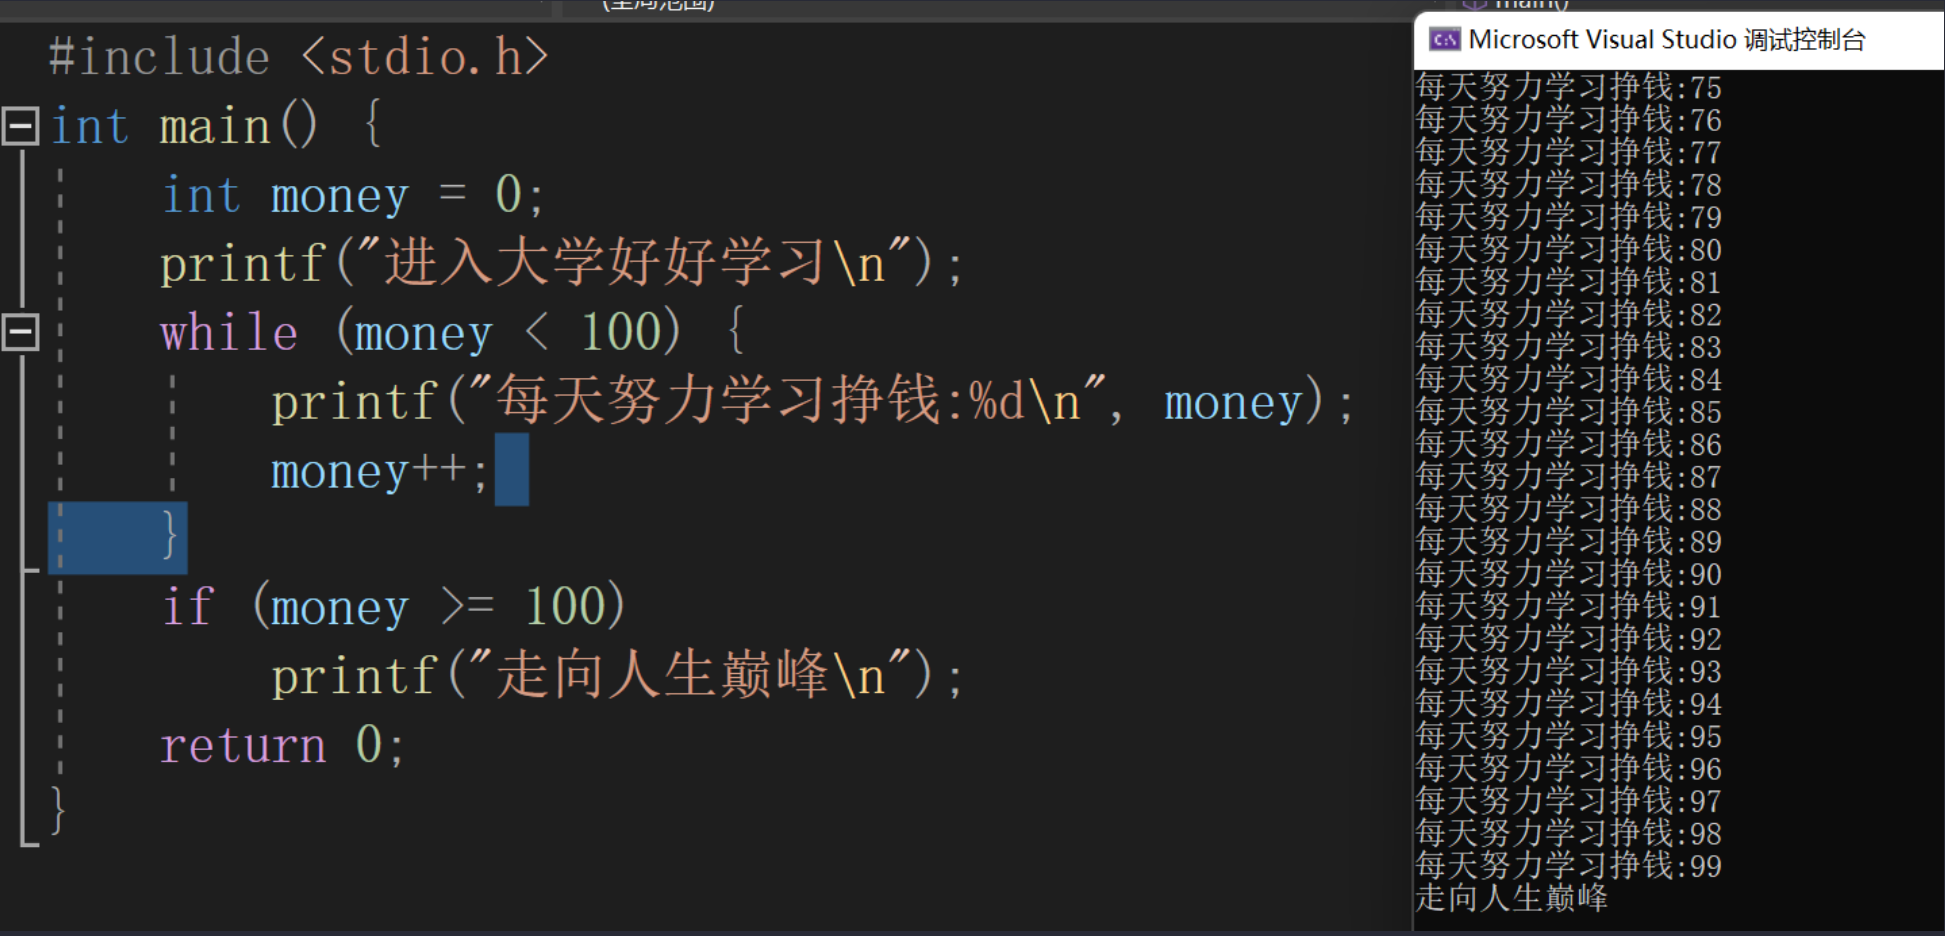 (全局范围)
main()
#include <stdio.h>
int main() {
    int money = 0;
    printf("进入大学好好学习\n");
    while (money < 100) {
        printf("每天努力学习挣钱:%d\n", money);
        money++;
    }
    if (money >= 100)
        printf("走向人生巅峰\n");
    return 0;
}
Microsoft Visual Studio 调试控制台
每天努力学习挣钱:75
每天努力学习挣钱:76
每天努力学习挣钱:77
每天努力学习挣钱:78
每天努力学习挣钱:79
每天努力学习挣钱:80
每天努力学习挣钱:81
每天努力学习挣钱:82
每天努力学习挣钱:83
每天努力学习挣钱:84
每天努力学习挣钱:85
每天努力学习挣钱:86
每天努力学习挣钱:87
每天努力学习挣钱:88
每天努力学习挣钱:89
每天努力学习挣钱:90
每天努力学习挣钱:91
每天努力学习挣钱:92
每天努力学习挣钱:93
每天努力学习挣钱:94
每天努力学习挣钱:95
每天努力学习挣钱:96
每天努力学习挣钱:97
每天努力学习挣钱:98
每天努力学习挣钱:99
走向人生巅峰